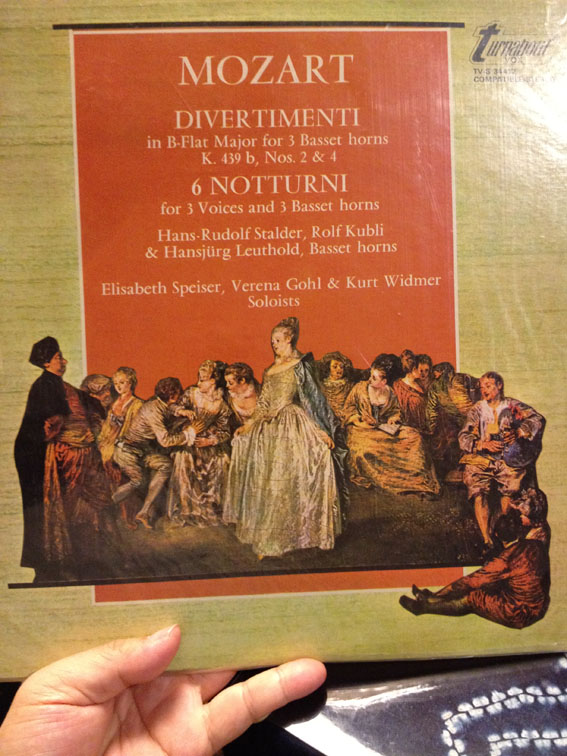 turnabout
VOX
TV-S
MOZART
DIVERTIMENTI
in B-Flat Major for 3 Basset horns
K. 439 b, Nos. 2 & 4
6 NOTTURNI
for 3 Voices and 3 Basset horns
Hans-Rudolf Stalder, Rolf Kubli
& Hansjürg Leuthold, Basset horns
Elisabeth Speiser, Verena Gohl & Kurt Widmer
Soloists